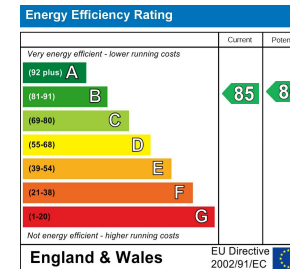 Energy Efficiency Rating
Current
Very energy efficient - lower running costs
(92 plus) A
(81-91) B
85
8
(69-80) C
(55-68) D
(39-54) E
(21-38) F
(1-20) G
Not energy efficient - higher running costs
England & Wales
EU Directive
2002/91/EC